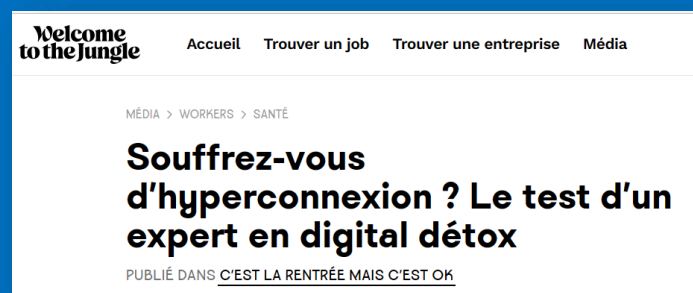 Welcome
to the Jungle
Accueil Trouver un job Trouver une entreprise Média
MÉDIA > WORKERS > SANTÉ
Souffrez-vous
d'hyperconnexion ? Le test d'un
expert en digital détox
PUBLIÉ DANS C'EST LA RENTRÉE MAIS C'EST OK